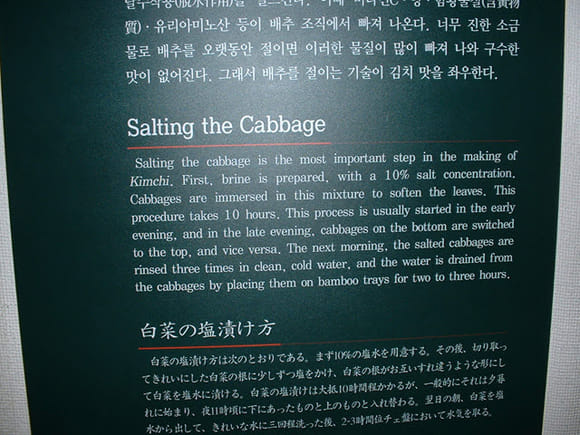 質)·유리아미노산 등이 배추 조직에서 빠져 나온다. 너무 진한 소금
물로 배추를 오랫동안 절이면 이러한 물질이 많이 빠져 나와 구수한
맛이 없어진다. 그래서 배추를 절이는 기술이 김치 맛을 좌우한다.
Salting the Cabbage
Salting the cabbage is the most important step in the making of
Kimchi. First, brine is prepared, with a 10% salt concentration.
Cabbages are immersed in this mixture to soften the leaves. This
procedure takes 10 hours. This process is usually started in the early
evening, and in the late evening, cabbages on the bottom are switched
to the top, and vice versa. The next morning, the salted cabbages are
rinsed three times in clean, cold water, and the water is drained from
the cabbages by placing them on bamboo trays for two to three hours.
白菜の塩漬け方
白菜の塩漬け方は次のとおりである。まず10%の塩水を用意する。その後、切り取っ
てきれいにした白菜の根に少しずつ塩をかけ、白菜の根がお互いすれ違うような形にし
て白菜を塩水に漬ける。白菜の塩漬けは大抵10時間程かかるが、一般的にそれは夕暮
れに始まり、夜11時頃に下にあったものと上のものと入れ替わる。翌日の朝、白菜を塩
水から出して、きれいな水に三回程洗った後、2-3時間位チェ盤において水気を取る。